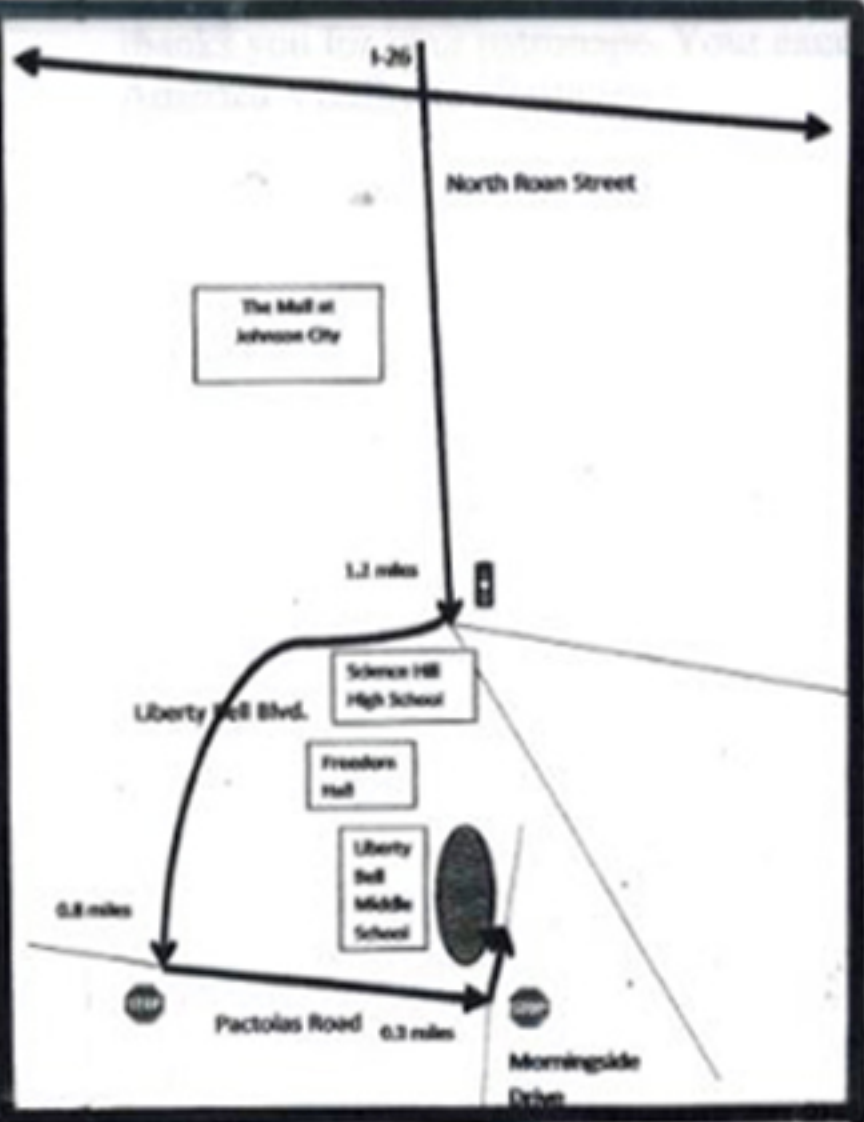 I-26
North Roan Street
The Mall at
Johnson City
1.2 miles
Science Hill
High School
Liberty Bell Blvd.
Freedom
Hall
Liberty
Bell
Middle
School
0.8 miles
STOP
STOP
Pactolas Road
0.3 miles
Morningside
Drive